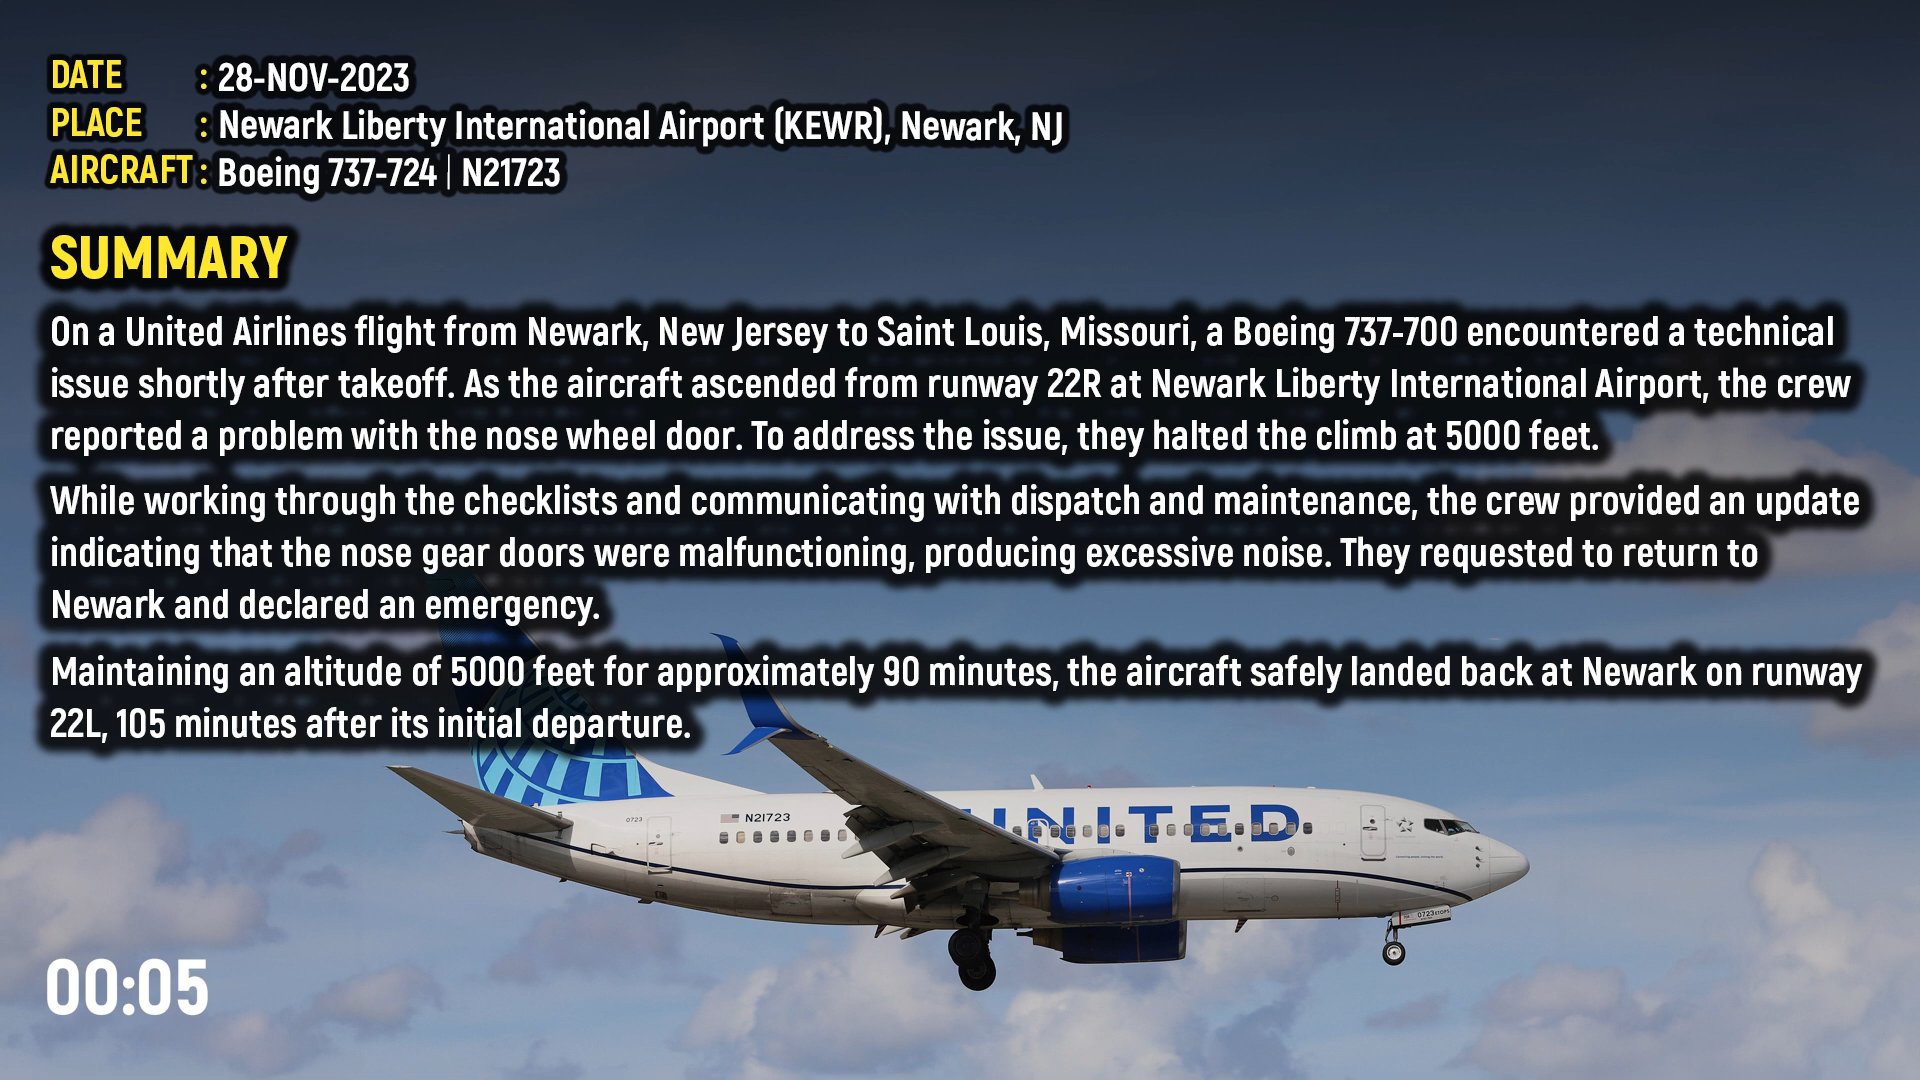 DATE : 28-NOV-2023
PLACE : Newark Liberty International Airport (KEWR), Newark, NJ
AIRCRAFT : Boeing 737-724 | N21723
SUMMARY
On a United Airlines flight from Newark, New Jersey to Saint Louis, Missouri, a Boeing 737-700 encountered a technical
issue shortly after takeoff. As the aircraft ascended from runway 22R at Newark Liberty International Airport, the crew
reported a problem with the nose wheel door. To address the issue, they halted the climb at 5000 feet.
While working through the checklists and communicating with dispatch and maintenance, the crew provided an update
indicating that the nose gear doors were malfunctioning, producing excessive noise. They requested to return to
Newark and declared an emergency.
Maintaining an altitude of 5000 feet for approximately 90 minutes, the aircraft safely landed back at Newark on runway
22L, 105 minutes after its initial departure.
0723
N21723
UNITED
0723 ETOPS
00:05